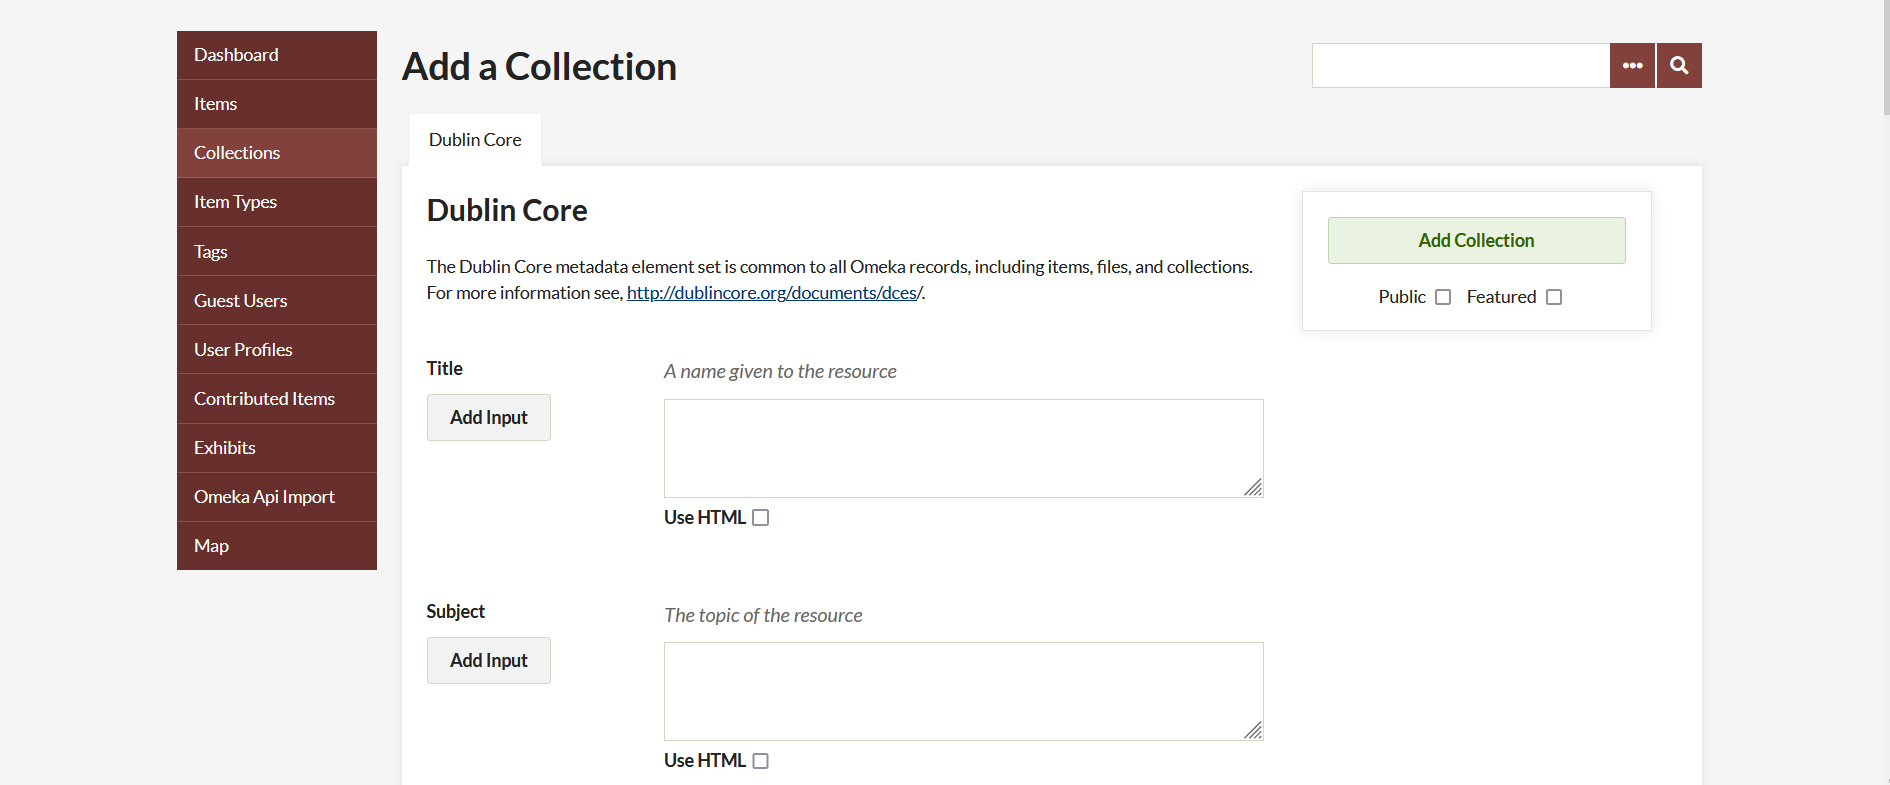 Dashboard
Items
Collections
Item Types
Tags
Guest Users
User Profiles
Contributed Items
Exhibits
Omeka Api Import
Map
Add a Collection
Dublin Core
Dublin Core
The Dublin Core metadata element set is common to all Omeka records, including items, files, and collections.
For more information see, http://dublincore.org/documents/dces/.
Add Collection
Public Featured
Title
Add Input
A name given to the resource
Use HTML
Subject
Add Input
The topic of the resource
Use HTML